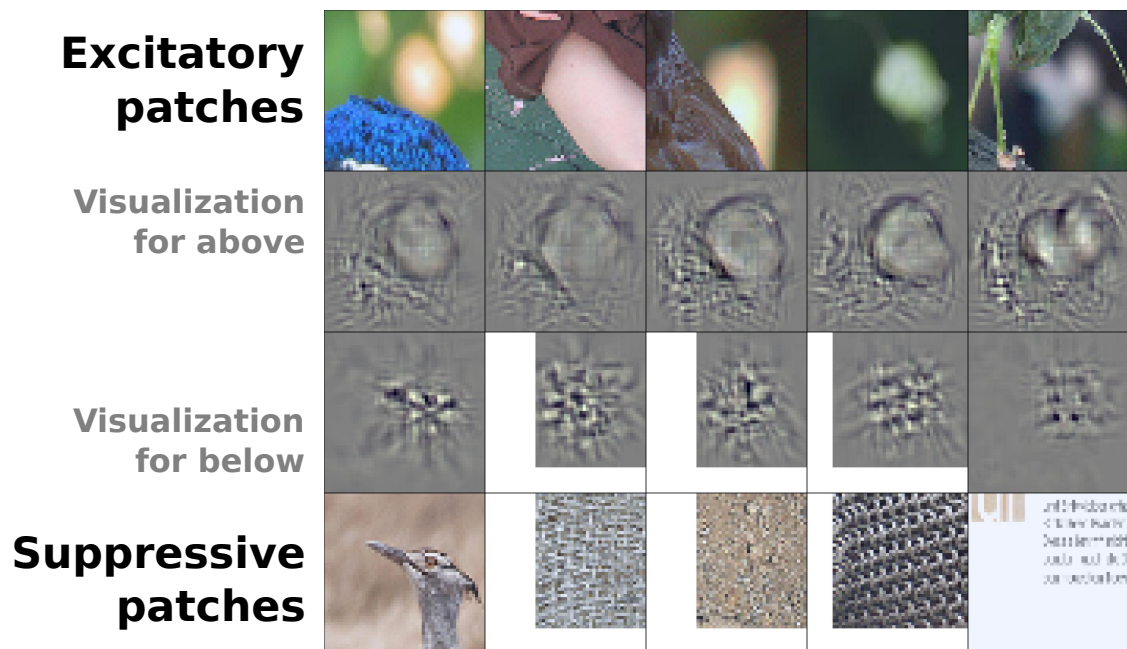 Excitatory
patches
Visualization
for above
Visualization
for below
Suppressive
patches